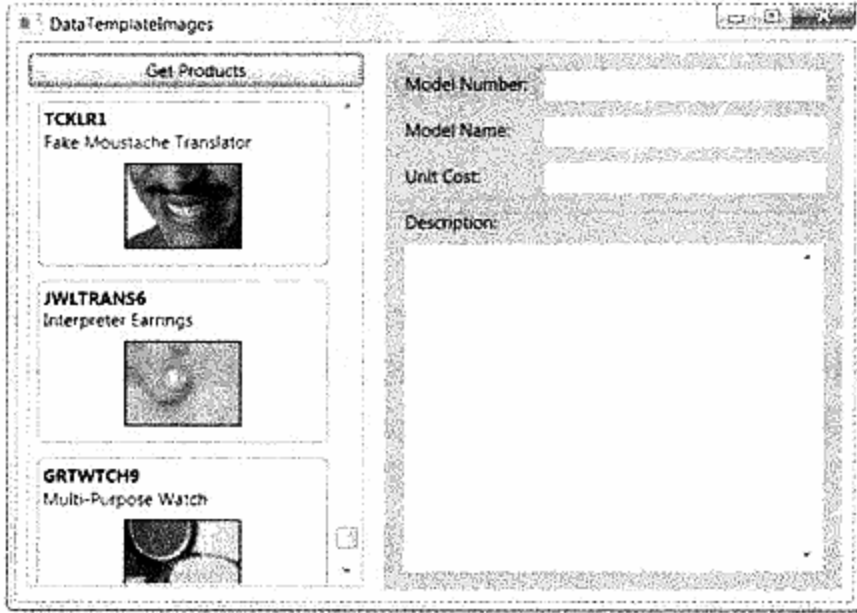 DataTemplateImages
Get Products
TCKLR1
Fake Moustache Translator
JWLTRANS6
Interpreter Earrings
GRTWTCH9
Multi-Purpose Watch
Model Number:
Model Name:
Unit Cost:
Description: